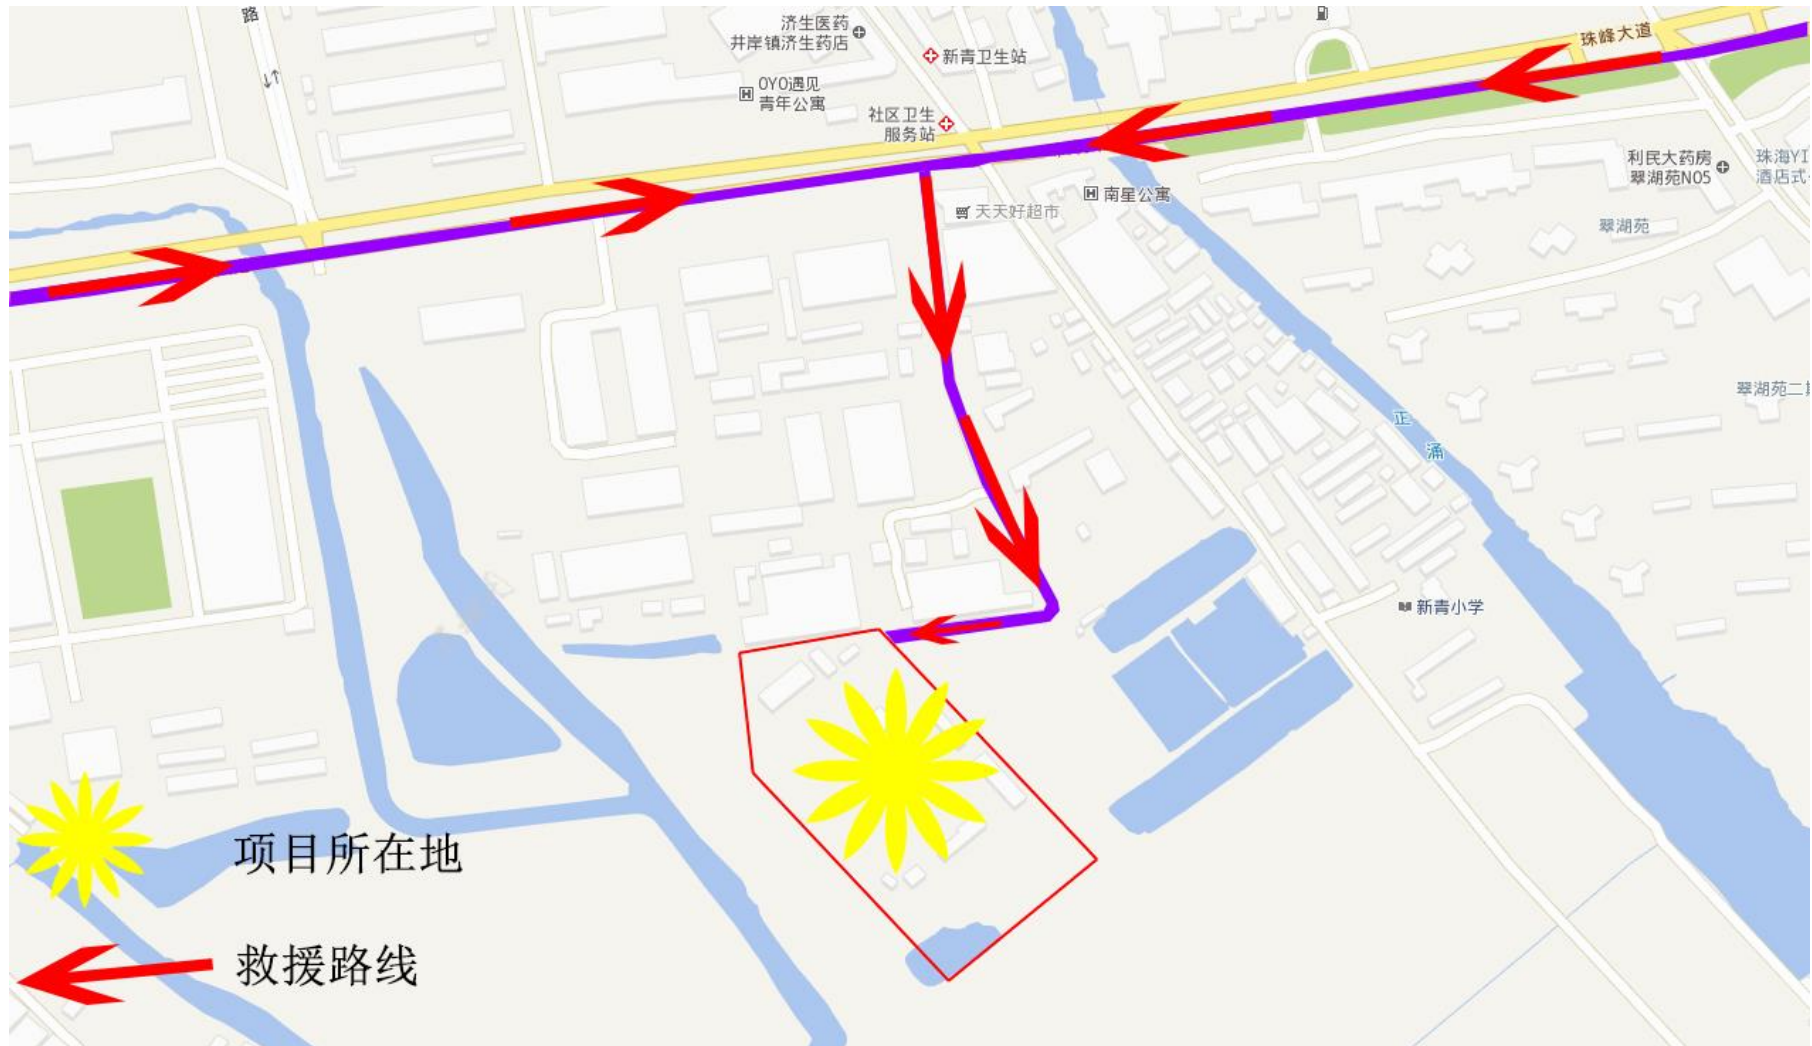 路
济生医药
井岸镇济生药店
新青卫生站
OYO遇见
青年公寓
社区卫生
服务站
珠峰大道
利民大药房
翠湖苑N05
珠海YI
酒店式
南星公寓
天天好超市
翠湖苑
翠湖苑二
正
涌
新青小学
项目所在地
救援路线